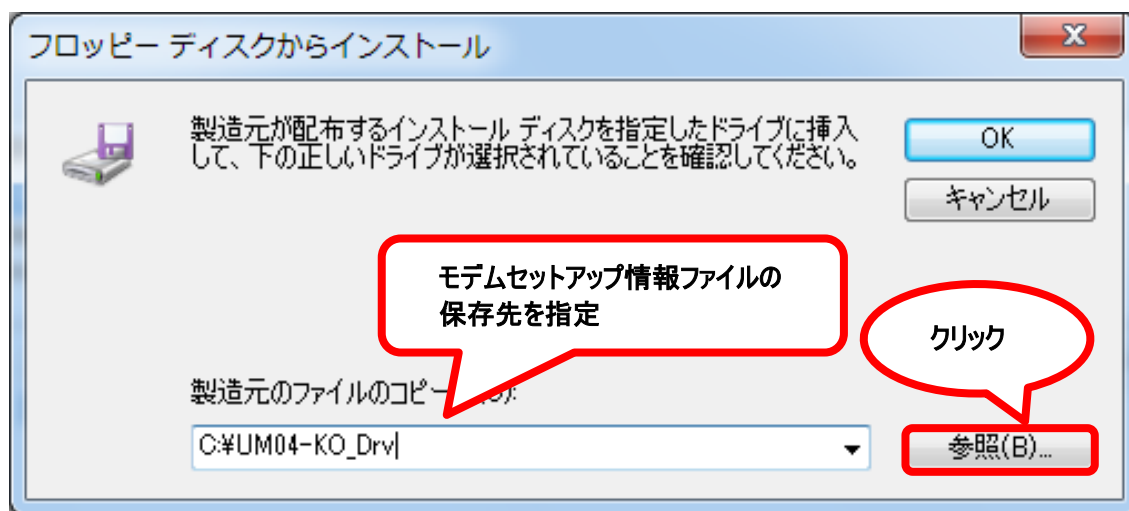 フロッピー ディスクからインストール
x
製造元が配布するインストール ディスクを指定したドライブに挿入
して、下の正しいドライブが選択されていることを確認してください。
OK
キャンセル
モデムセットアップ情報ファイルの
保存先を指定
クリック
製造元のファイルのコピー
C:¥UM04-KO_Drv
参照(B)...